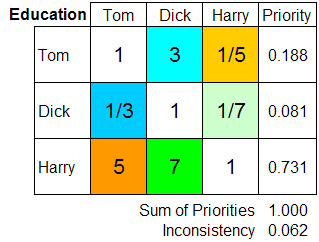 Education Tom Dick Harry Priority
Tom 1 3 1/5 0.188
Dick 1/3 1 1/7 0.081
Harry 5 7 1 0.731
Sum of Priorities 1.000
Inconsistency 0.062